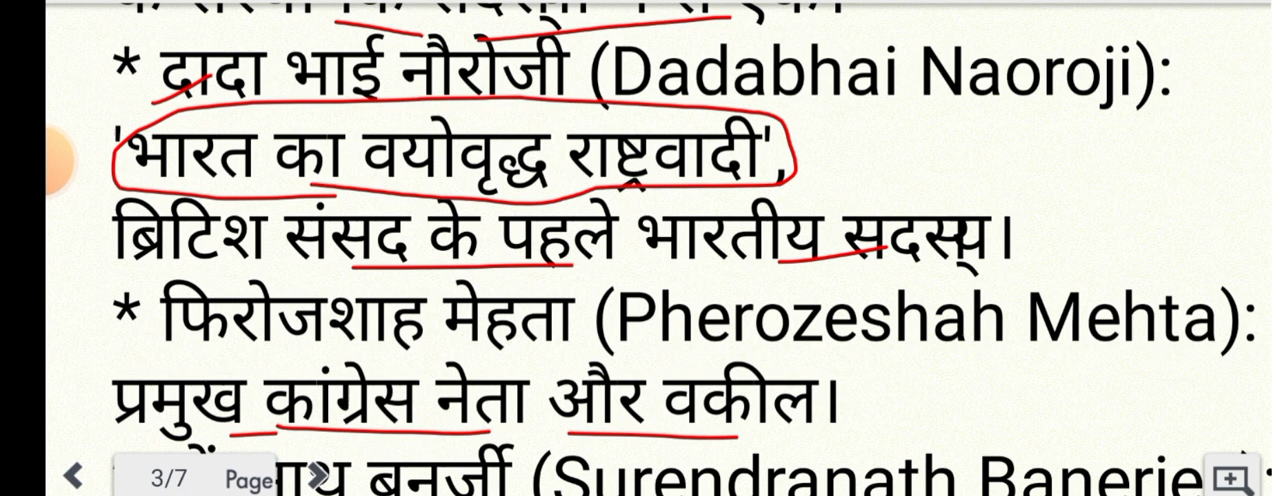 * दादा भाई नौरोजी (Dadabhai Naoroji):
'भारत का वयोवृद्ध राष्ट्रवादी',
ब्रिटिश संसद के पहले भारतीय सदस्य।
* फिरोजशाह मेहता (Pherozeshah Mehta):
प्रमुख कांग्रेस नेता और वकील।
बनर्जी (Surendranath
3/7 Page